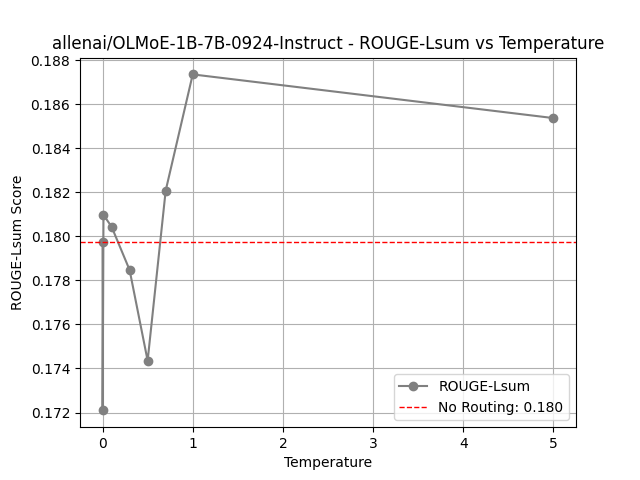 allenai/OLMoE-1B-7B-0924-Instruct - ROUGE-Lsum vs Temperature
ROUGE-Lsum Score
0.188
0.186
0.184
0.182
0.180
0.178
0.176
0.174
0.172
ROUGE-Lsum
No Routing: 0.180
0 1 2 3 4 5
Temperature